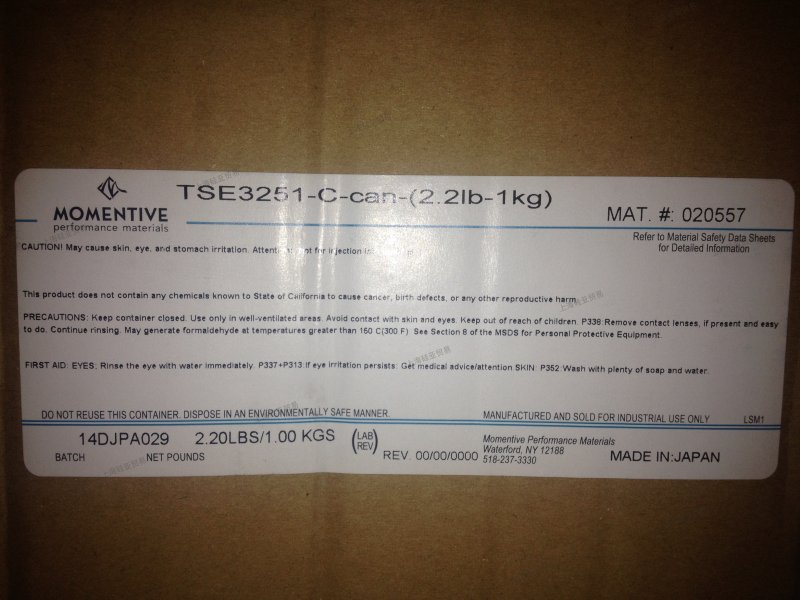 TSE3251-C-can-(2.2lb-1kg)
MOMENTIVE
performance materials
MAT. #: 020557
Refer to Material Safety Data Sheets
for Detailed Information
CAUTION! May cause skin, eye, and stomach irritation. Attention: Not for injection in
This product does not contain any chemicals known to State of California to cause cancer, birth defects, or any other reproductive harm.
PRECAUTIONS: Keep container closed. Use only in well-ventilated areas. Avoid contact with skin and eyes. Keep out of reach of children. P338:Remove contact lenses, if present and easy
to do. Continue rinsing. May generate formaldehyde at temperatures greater than 150 C(300 F). See Section 8 of the MSDS for Personal Protective Equipment.
FIRST AID: EYES: Rinse the eye with water immediately. P337+P313:If eye irritation persists: Get medical advice/attention.SKIN: P352:Wash with plenty of soap and water.
DO NOT REUSE THIS CONTAINER. DISPOSE IN AN ENVIRONMENTALLY SAFE MANNER.
MANUFACTURED AND SOLD FOR INDUSTRIAL USE ONLY
LSM1
14DJPA029
2.20LBS/1.00 KGS
(LAB
REV)
REV. 00/00/0000
BATCH
NET POUNDS
Momentive Performance Materials
Waterford, NY 12188
518-237-3330
MADE IN:JAPAN